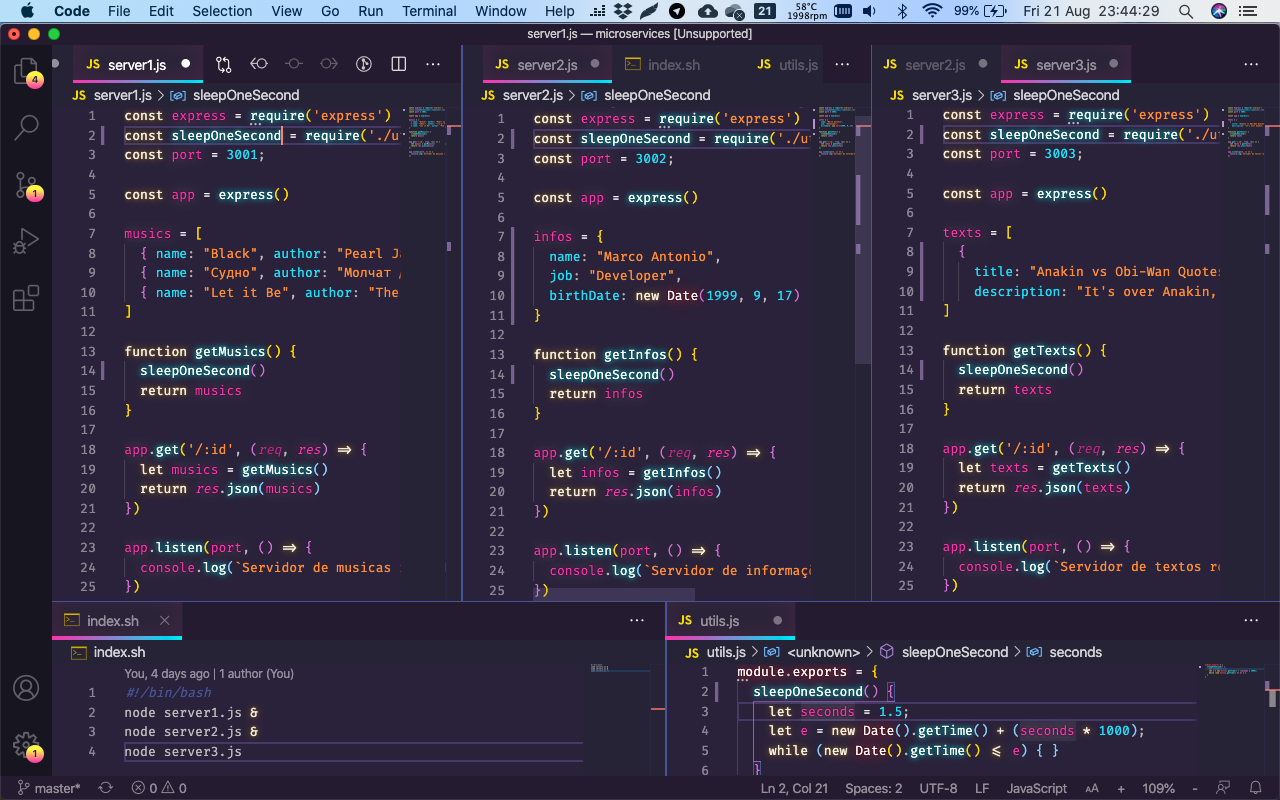 Code File Edit Selection View Go Run Terminal Window Help 21 58°C 1998rpm 99% Fri 21 Aug 23:44:29
server1.js — microservices [Unsupported]
4
1
1
JS server1.js
JS server1.js > sleepOneSecond
1 const express = require('express')
2 const sleepOneSecond = require('./u
3 const port = 3001;
4
5 const app = express()
6
7 musics = [
8 { name: "Black", author: "Pearl Ja
9 { name: "Судно", author: "Молчат
10 { name: "Let it Be", author: "The
11 ]
12
13 function getMusics() {
14 sleepOneSecond()
15 return musics
16 }
17
18 app.get('/:id', (req, res) => {
19 let musics = getMusics()
20 return res.json(musics)
21 })
22
23 app.listen(port, () => {
24 console.log(`Servidor de musicas
25 })
JS server2.js index.sh JS utils.js
JS server2.js > sleepOneSecond
1 const express = require('express')
2 const sleepOneSecond = require('./u
3 const port = 3002;
4
5 const app = express()
6
7 infos = {
8 name: "Marco Antonio",
9 job: "Developer",
10 birthDate: new Date(1999, 9, 17)
11 }
12
13 function getInfos() {
14 sleepOneSecond()
15 return infos
16 }
17
18 app.get('/:id', (req, res) => {
19 let infos = getInfos()
20 return res.json(infos)
21 })
22
23 app.listen(port, () => {
24 console.log(`Servidor de informaç
25 })
JS server2.js JS server3.js
JS server3.js > sleepOneSecond
1 const express = require('express')
2 const sleepOneSecond = require('./u
3 const port = 3003;
4
5 const app = express()
6
7 texts = [
8 {
9 title: "Anakin vs Obi-Wan Quotes
10 description: "It's over Anakin,
11 ]
12
13 function getTexts() {
14 sleepOneSecond()
15 return texts
16 }
17
18 app.get('/:id', (req, res) => {
19 let texts = getTexts()
20 return res.json(texts)
21 })
22
23 app.listen(port, () => {
24 console.log(`Servidor de textos
25 })
index.sh
index.sh
You, 4 days ago | 1 author (You)
1 #!/bin/bash
2 node server1.js &
3 node server2.js &
4 node server3.js
JS utils.js
JS utils.js > <unknown> > sleepOneSecond > seconds
1 module.exports = {
2 sleepOneSecond() {
3 let seconds = 1.5;
4 let e = new Date().getTime() + (seconds * 1000);
5 while (new Date().getTime() <= e) { }
6 }
master* 0 0 Ln 2, Col 21 Spaces: 2 UTF-8 LF JavaScript AA + 109% -